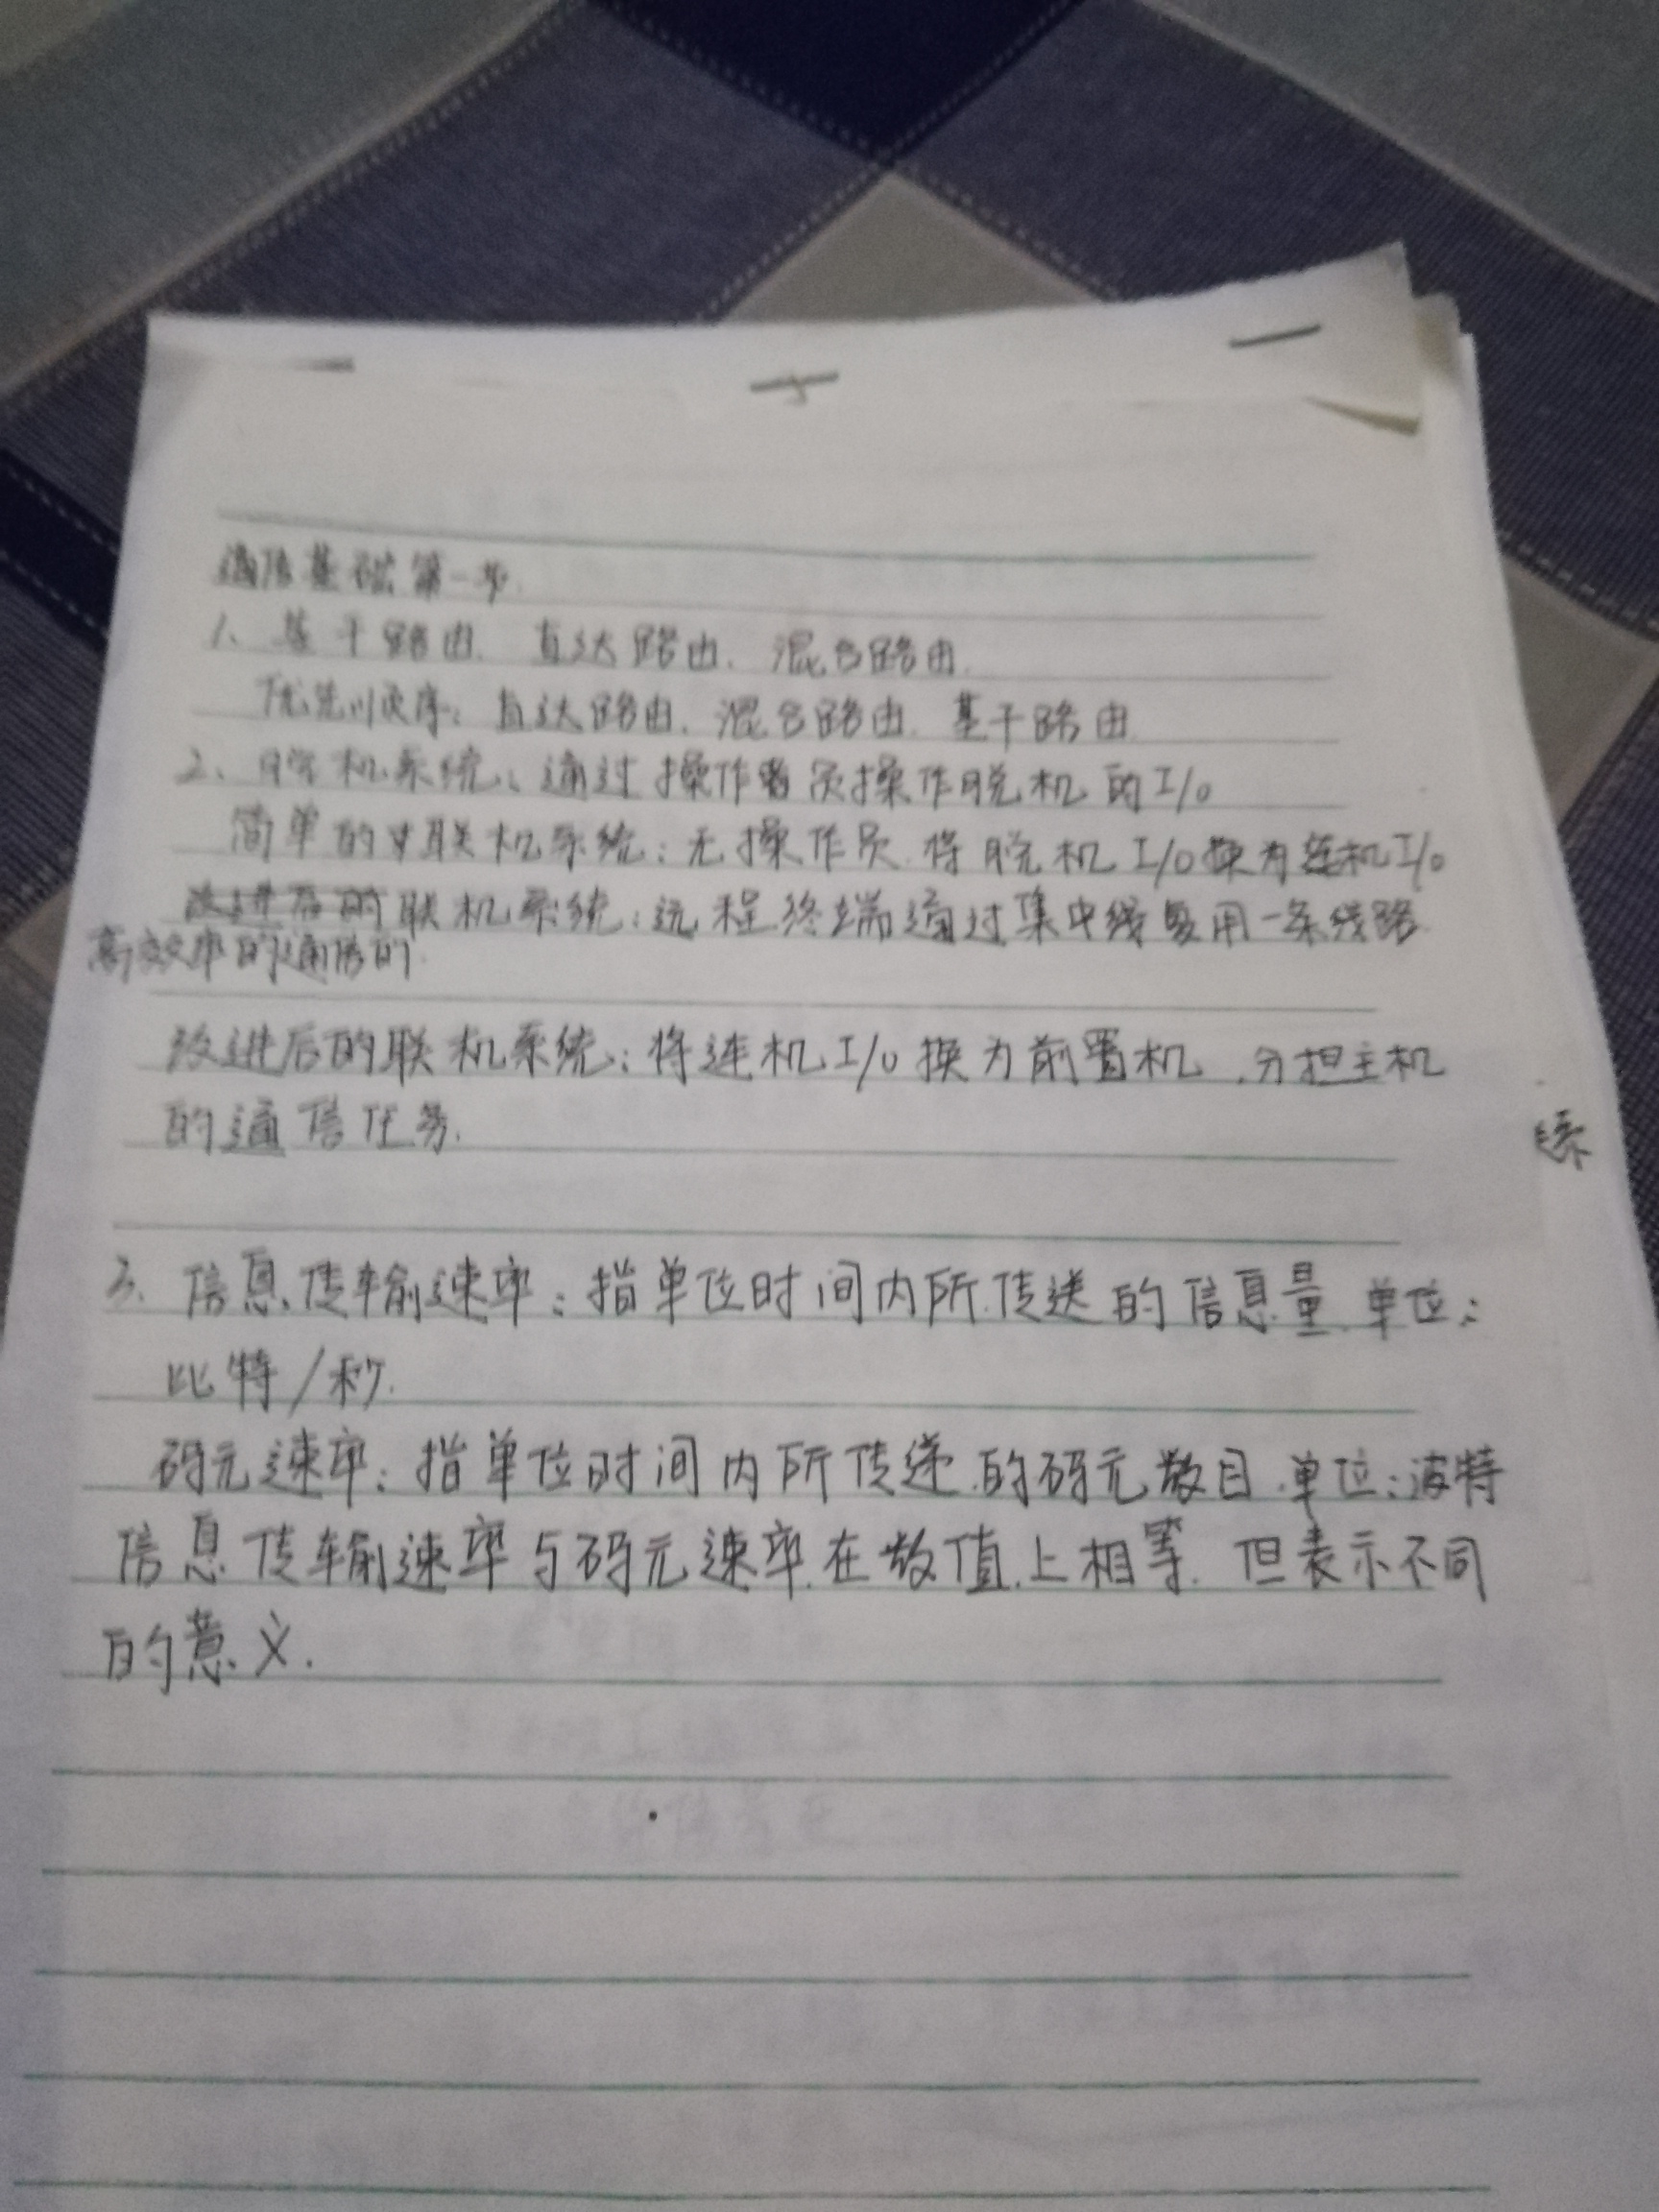 通信基础第一步
1、基干路由. 直达路由. 混合路由.
优先顺序: 直达路由. 混合路由. 基干路由.
2、脱机系统: 通过操作员操作脱机的I/o
简单的联机系统: 无操作员. 将脱机I/o换为连机I/o
联机系统: 远程终端通过集中线复用一条线路.
高效率的通信的
改进后的联机系统: 将连机I/o换为前置机, 分担主机
的通信任务.
3. 信息传输速率: 指单位时间内所传送的信息量. 单位:
比特/秒.
码元速率: 指单位时间内所传递的码元数目. 单位: 波特
信息传输速率与码元速率在数值上相等. 但表示不同
的意义.